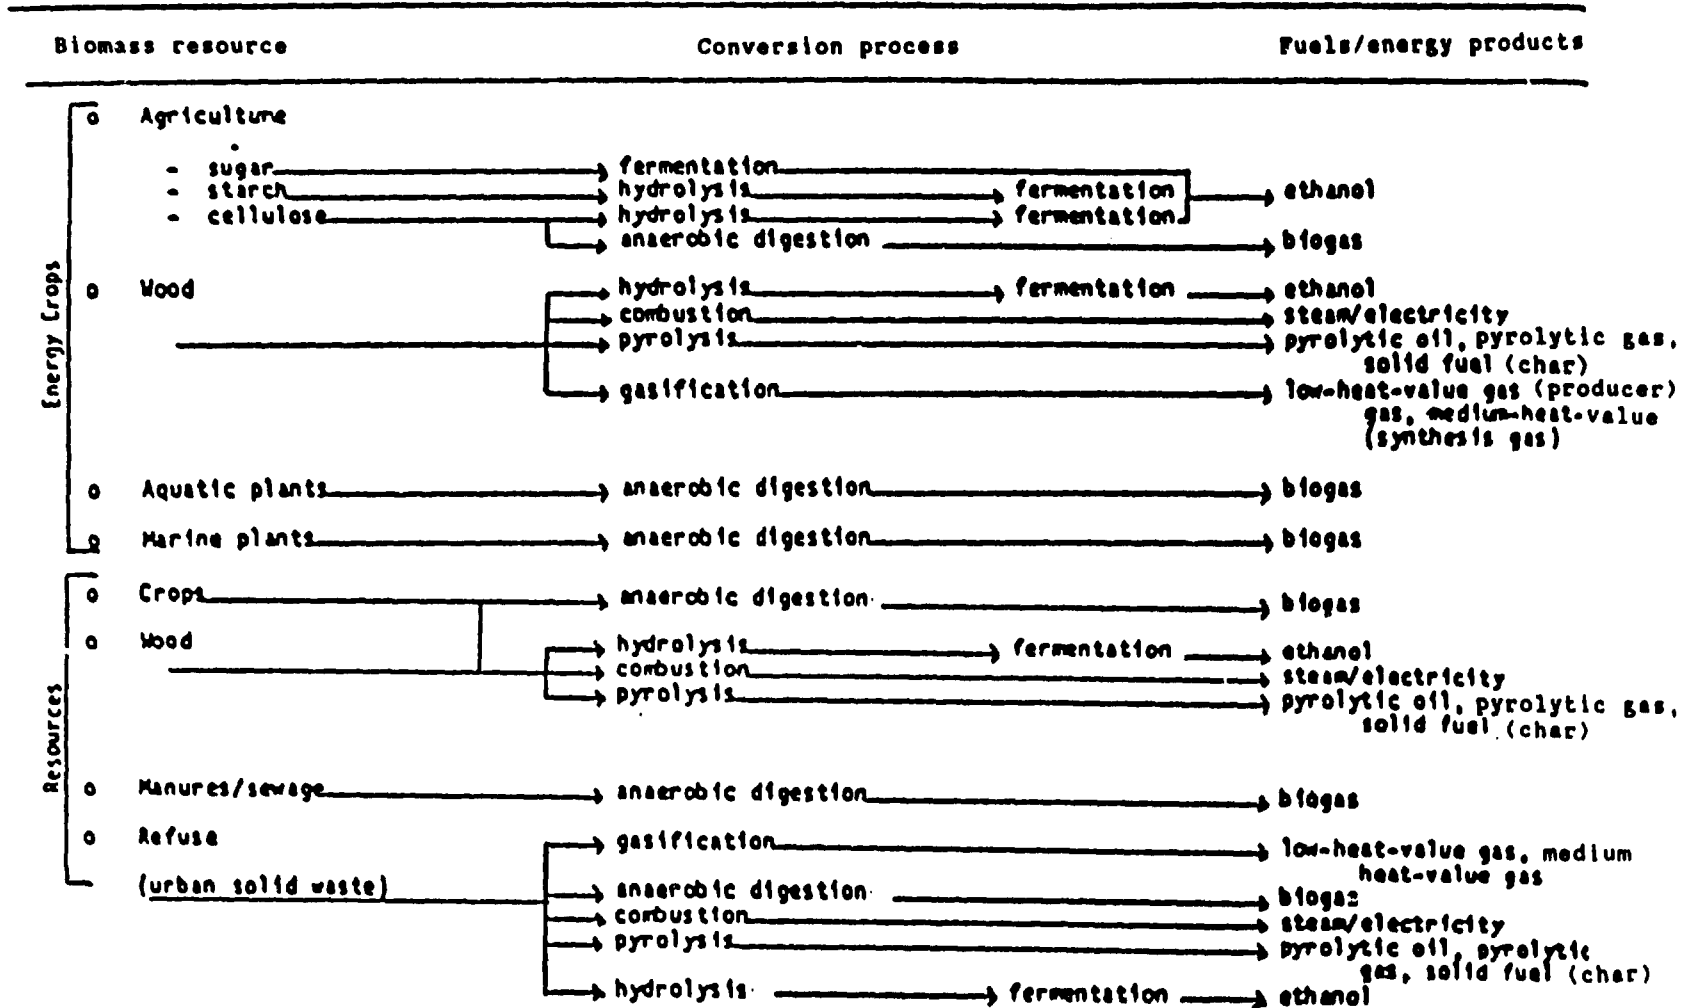 Biomass resource Conversion process Fuels/energy products
o Agriculture
- sugar fermentation
- starch hydrolysis fermentation ethanol
- cellulose hydrolysis fermentation
anaerobic digestion biogas
Energy Crops
o Wood hydrolysis fermentation ethanol
combustion steam/electricity
pyrolysis pyrolytic oil, pyrolytic gas,
solid fuel (char)
gasification low-heat-value gas (producer)
gas, medium-heat-value
(synthesis gas)
o Aquatic plants anaerobic digestion biogas
o Marine plants anaerobic digestion biogas
o Crops anaerobic digestion biogas
o Wood hydrolysis fermentation ethanol
combustion steam/electricity
pyrolysis pyrolytic oil, pyrolytic gas,
solid fuel (char)
Resources
o Manures/sewage anaerobic digestion biogas
o Refuse gasification low-heat-value gas, medium
heat-value gas
(urban solid waste) anaerobic digestion biogas
combustion steam/electricity
pyrolysis pyrolytic oil, pyrolytic
gas, solid fuel (char)
hydrolysis fermentation ethanol